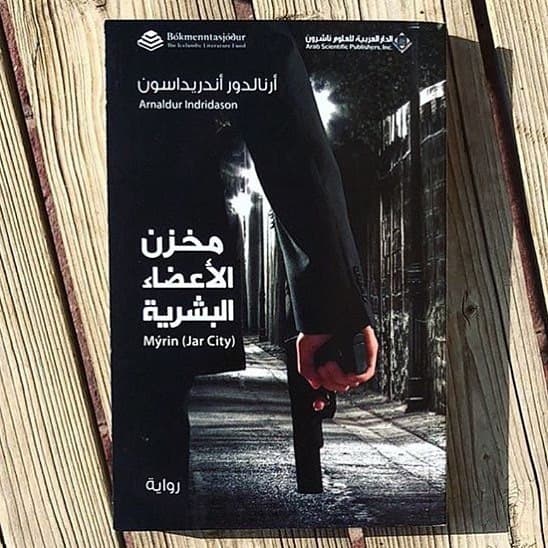 Bókmenntasjóður
The Icelandic Literature Fund
الدار العربية للعلوم ناشرون
Arab Scientific Publishers, Inc.
أرنالدور أندريداسون
Arnaldur Indridason
مخزن
الأعضاء
البشرية
Mýrin (Jar City)
رواية